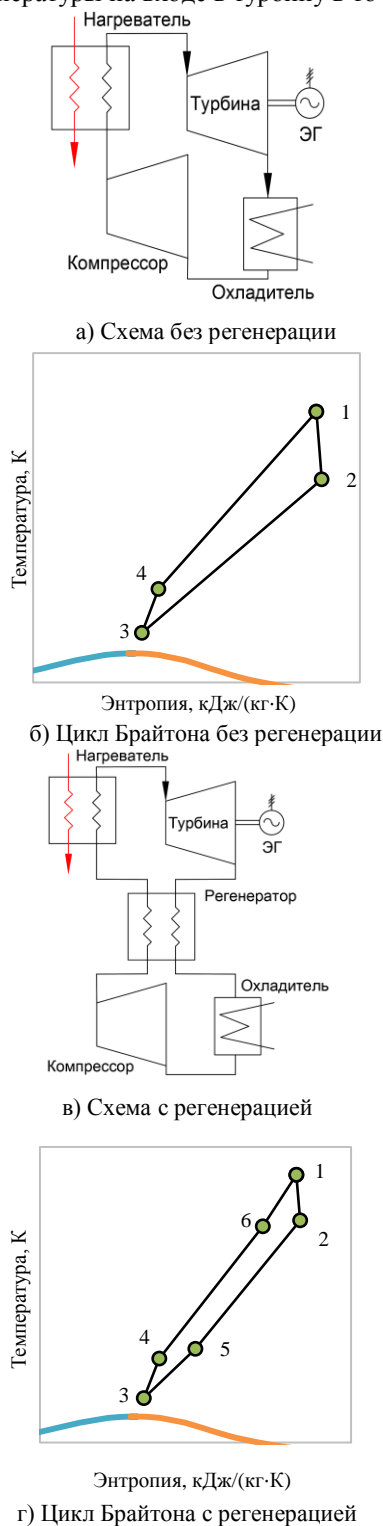 Нагреватель
Турбина
ЭГ
Компрессор
Охладитель
а) Схема без регенерации
Температура, К
1
2
4
3
Энтропия, кДж/(кг·К)
б) Цикл Брайтона без регенерации
Нагреватель
Турбина
ЭГ
Регенератор
Охладитель
Компрессор
в) Схема с регенерацией
Температура, К
1
6
2
4
5
3
Энтропия, кДж/(кг·К)
г) Цикл Брайтона с регенерацией